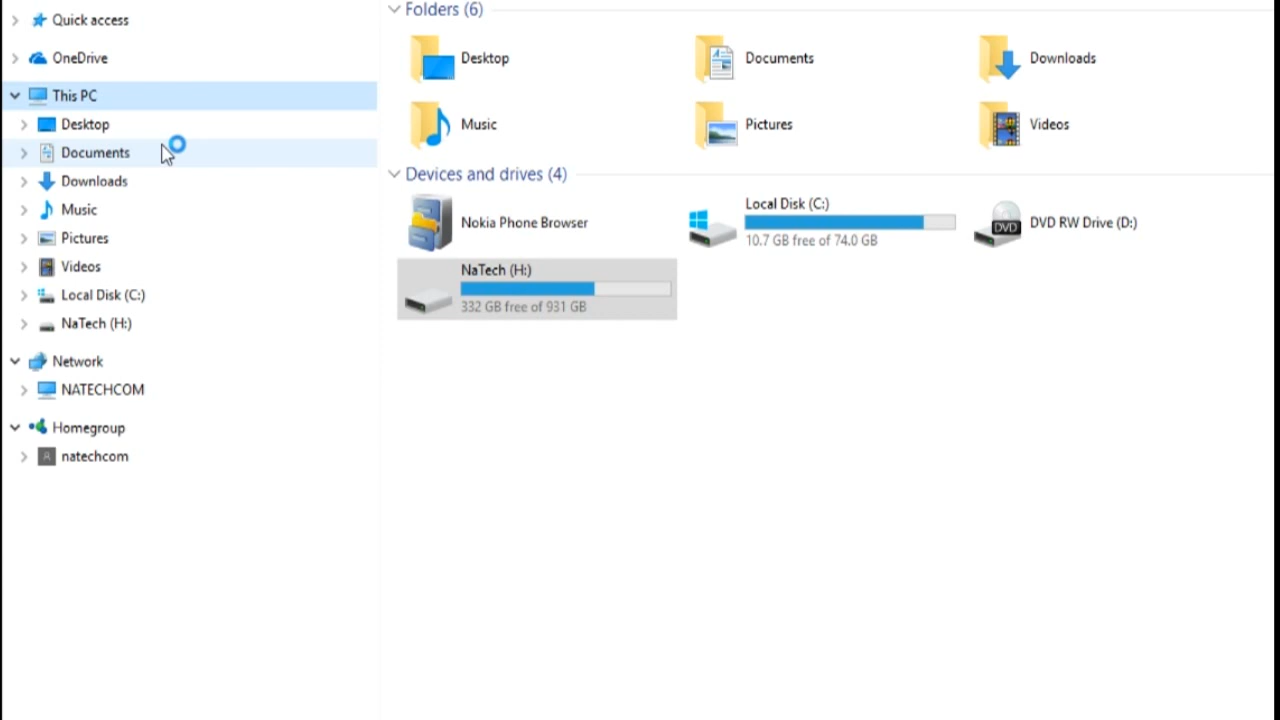 Quick access
OneDrive
This PC
Desktop
Documents
Downloads
Music
Pictures
Videos
Local Disk (C:)
NaTech (H:)
Network
NATECHCOM
Homegroup
natechcom
Folders (6)
Desktop
Documents
Downloads
Music
Pictures
Videos
Devices and drives (4)
Nokia Phone Browser
Local Disk (C:)
10.7 GB free of 74.0 GB
DVD
DVD RW Drive (D:)
NaTech (H:)
332 GB free of 931 GB